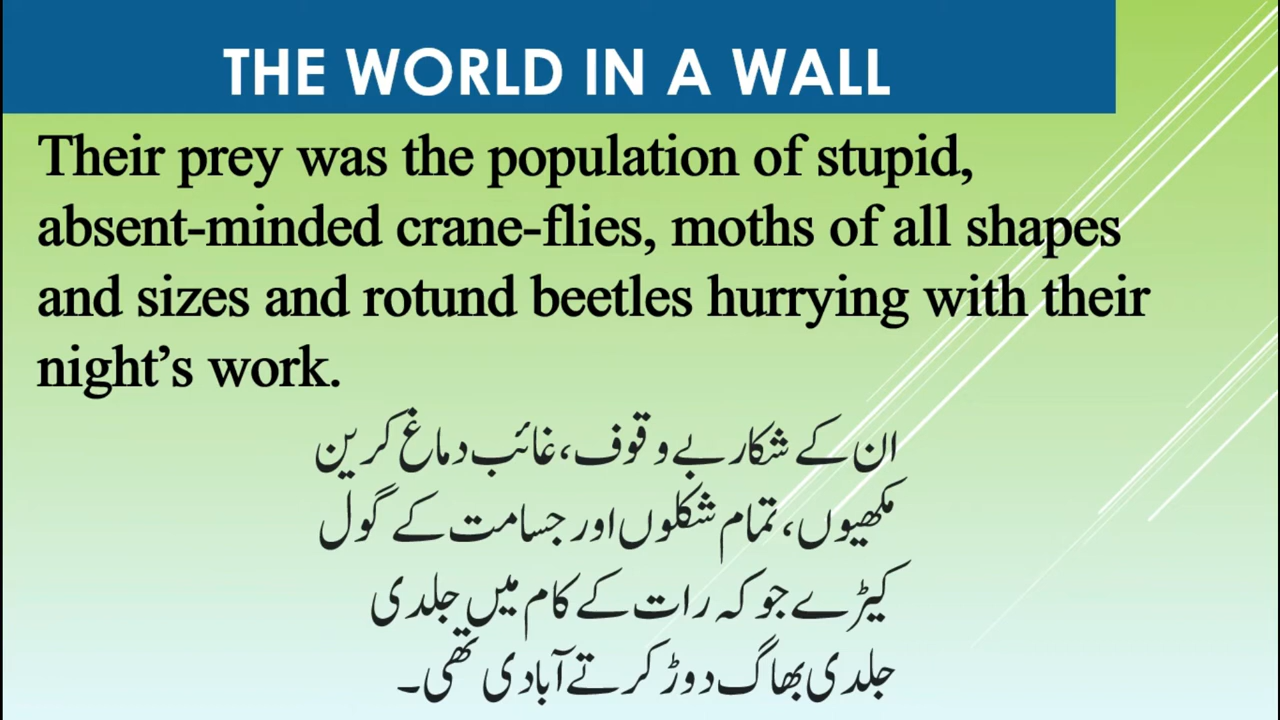 THE WORLD IN A WALL
Their prey was the population of stupid,
absent-minded crane-flies, moths of all shapes
and sizes and rotund beetles hurrying with their
night’s work.
ان کے شکار بے وقوف، غائب دماغ کرین
مکھیوں، تمام شکلوں اور جسامت کے گول
کیڑے جو کہ رات کے کام میں جلدی
جلدی بھاگ دوڑ کرتے آبادی تھی۔